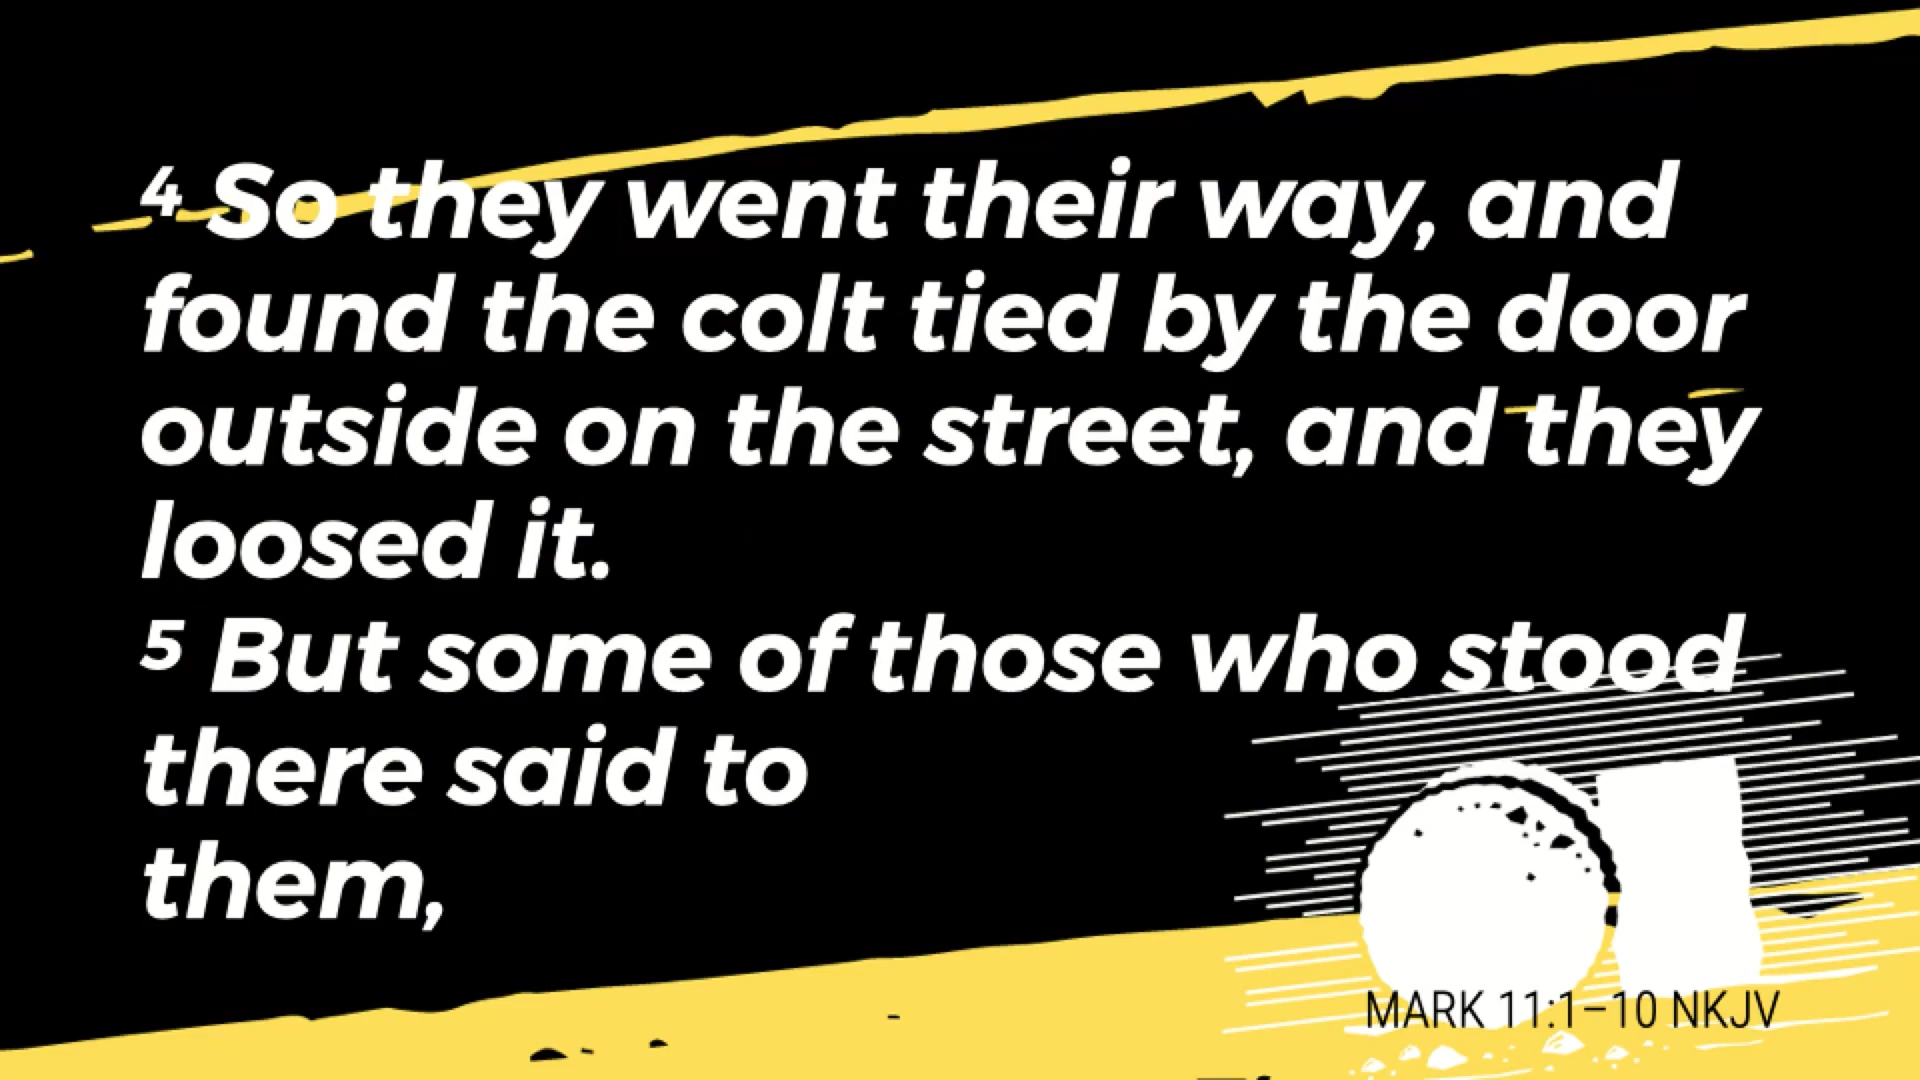 ⁴ So they went their way, and
found the colt tied by the door
outside on the street, and they
loosed it.
⁵ But some of those who stood
there said to
them,
MARK 11:1–10 NKJV